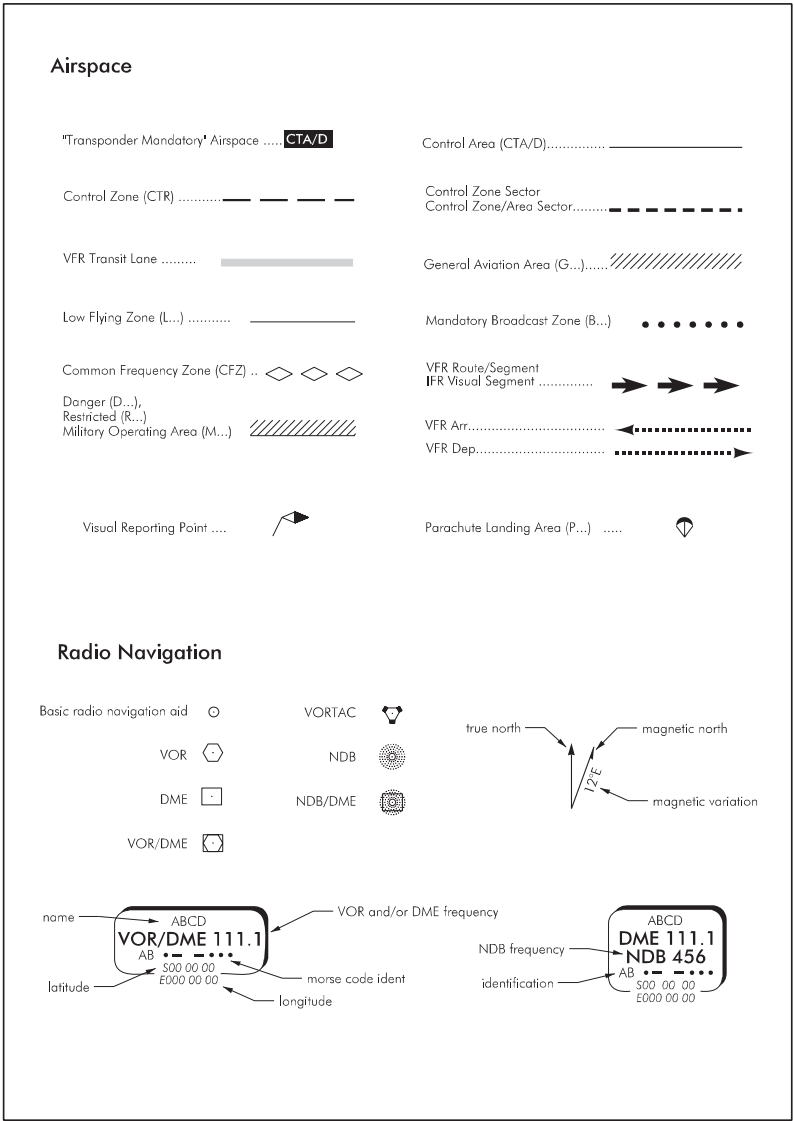 Airspace
"Transponder Mandatory" Airspace ..... CTA/D
Control Area (CTA/D)...............
Control Zone (CTR) ...........
Control Zone Sector
Control Zone/Area Sector.........
VFR Transit Lane .........
General Aviation Area (G...)......
Low Flying Zone (L...) ...........
Mandatory Broadcast Zone (B...)
Common Frequency Zone (CFZ) ..
VFR Route/Segment
IFR Visual Segment ..............
Danger (D...),
Restricted (R...)
Military Operating Area (M...)
VFR Arr...................................
VFR Dep.................................
Visual Reporting Point ....
Parachute Landing Area (P...) .....
Radio Navigation
Basic radio navigation aid
VORTAC
true north
magnetic north
VOR
NDB
12°E
DME
NDB/DME
magnetic variation
VOR/DME
name
ABCD
VOR/DME 111.1
AB
S00 00 00
E000 00 00
VOR and/or DME frequency
morse code ident
latitude
longitude
ABCD
DME 111.1
NDB 456
AB
S00 00 00
E000 00 00
NDB frequency
identification